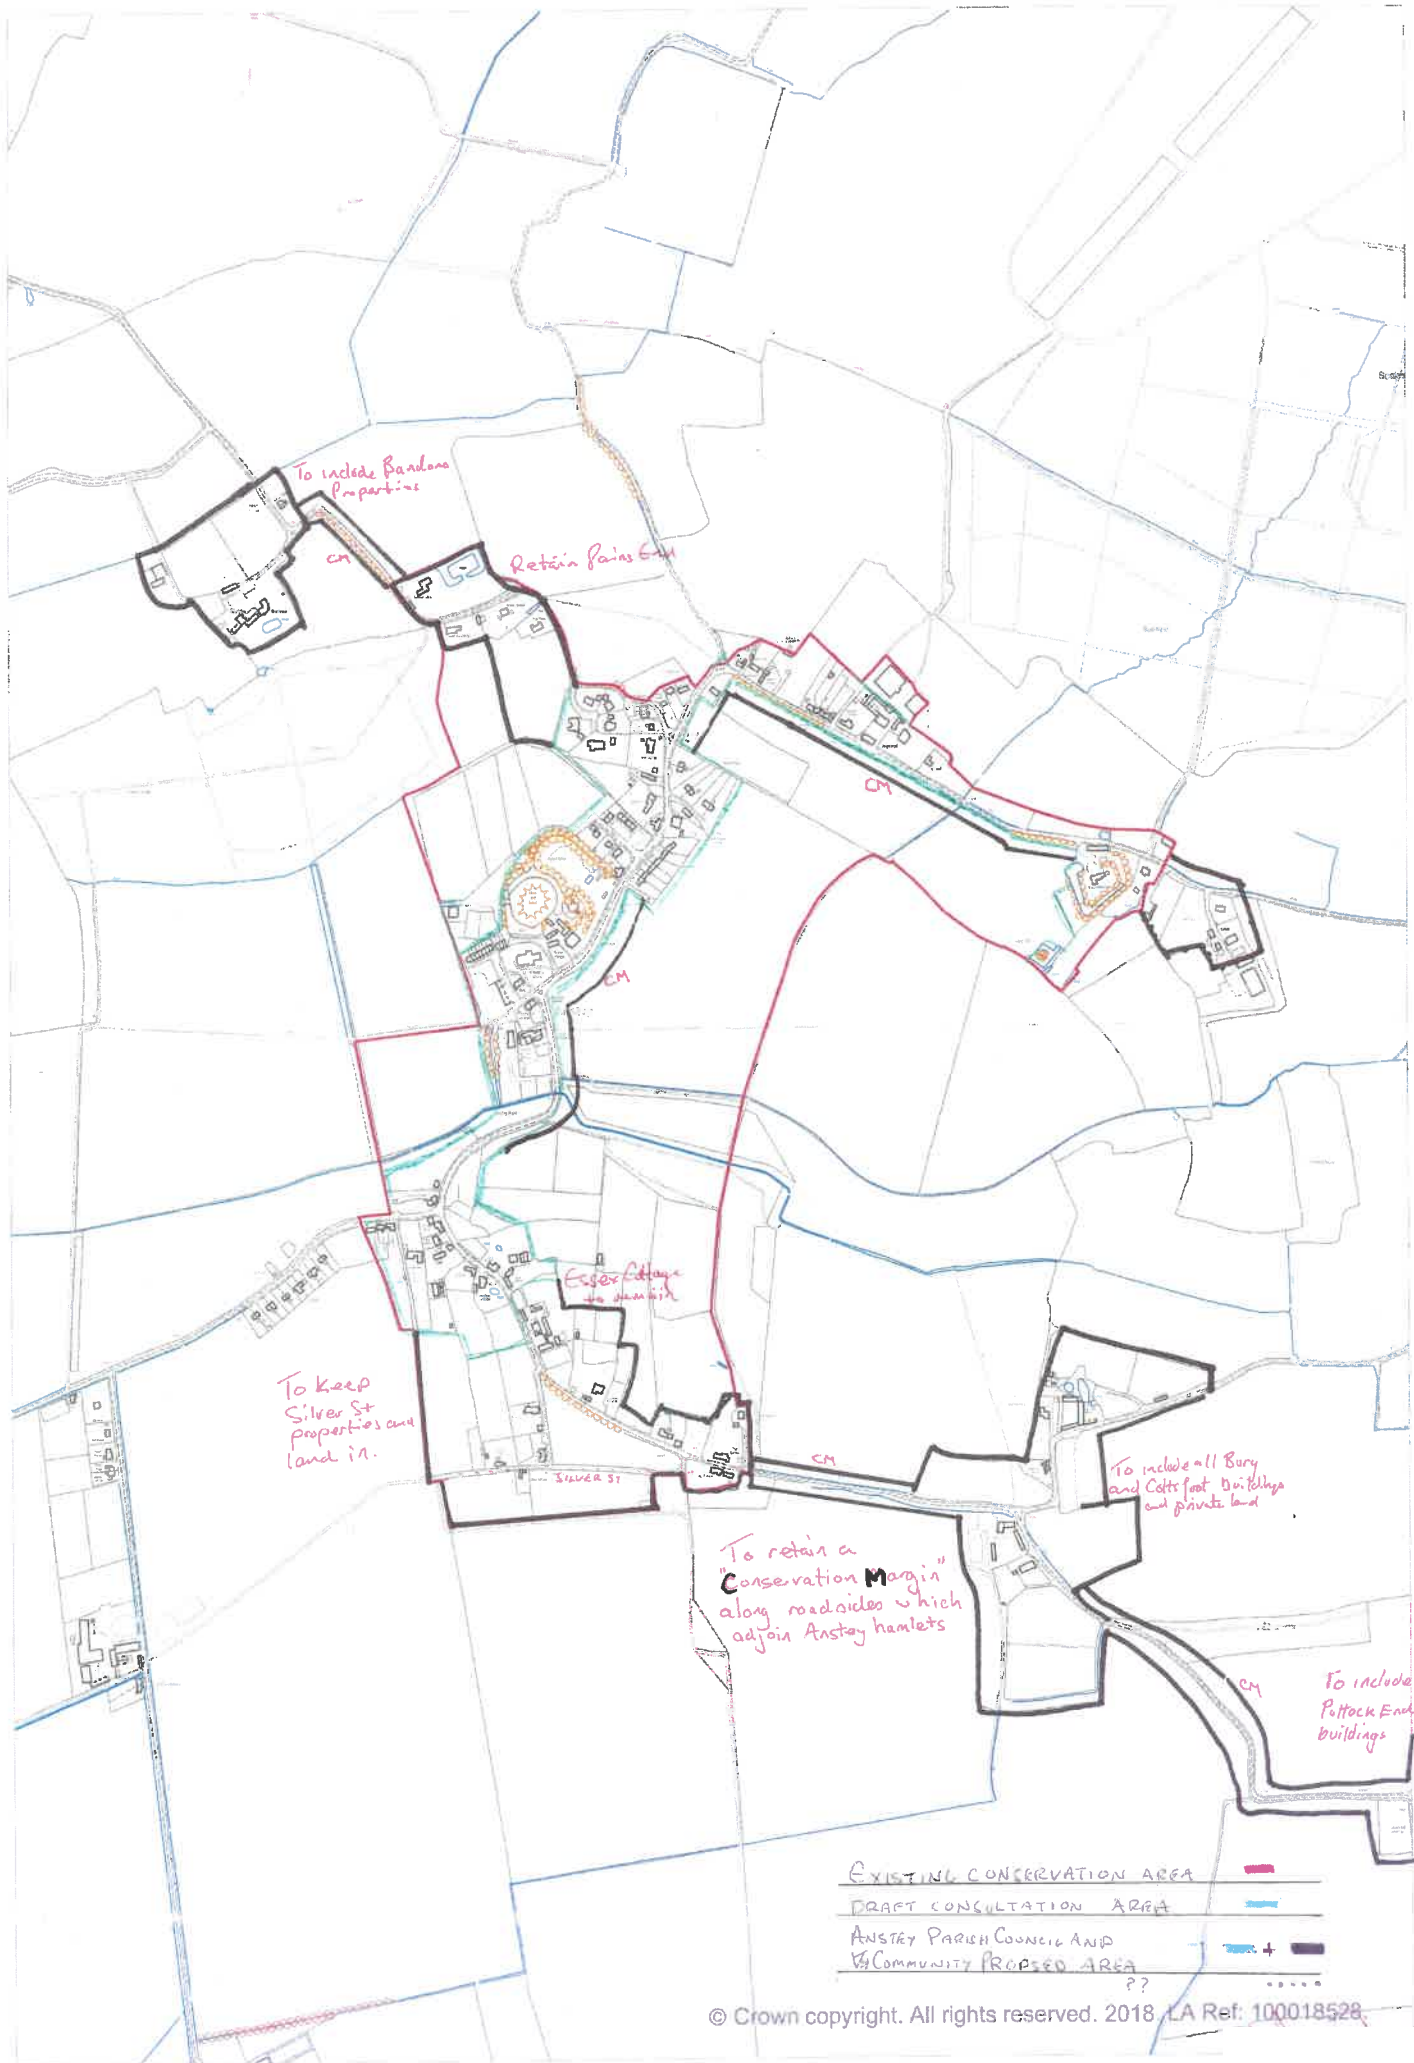 To include Bandons
Properties
CM
Retain Pains End
CM
CM
Essex Cottage
to remain
To Keep
Silver St
properties and
land in.
SILVER ST
CM
To include all Bury
and Coltsfoot buildings
and private land
To retain a
"Conservation Margin"
along roadsides which
adjoin Anstey hamlets
CM
To include
Puttock End
buildings
EXISTING CONSERVATION AREA
DRAFT CONSULTATION AREA
ANSTEY PARISH COUNCIL AND
COMMUNITY PROPSED AREA
??
© Crown copyright. All rights reserved. 2018. LA Ref: 100018528.